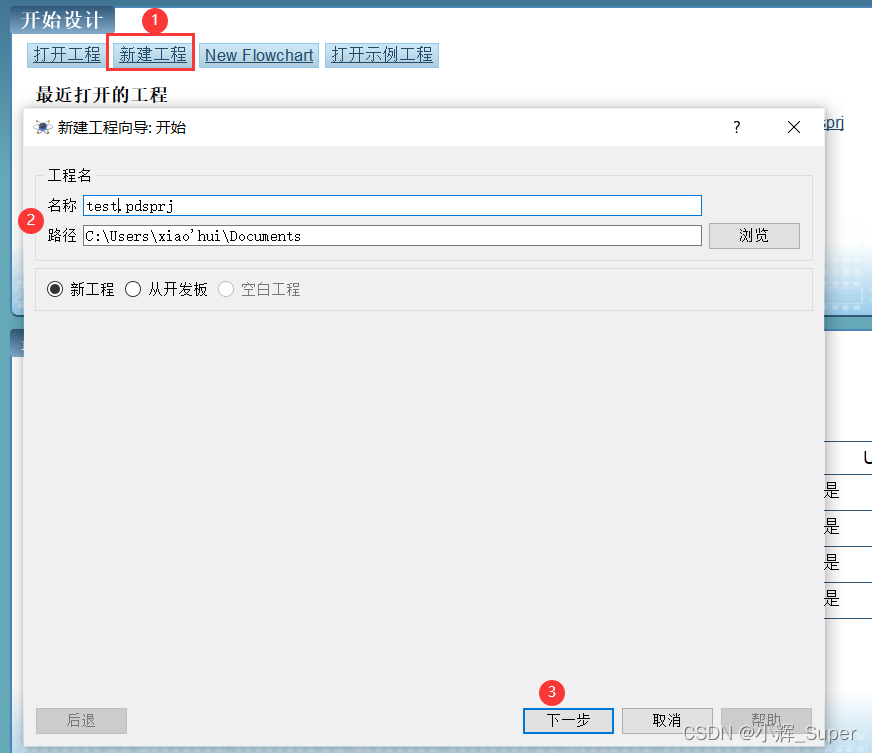 开始设计
1
打开工程 新建工程 New Flowchart 打开示例工程
最近打开的工程
sprj
新建工程向导: 开始 ?
工程名
名称 test.pdsprj
2
路径 C:\Users\xiao'hui\Documents 浏览
新工程 从开发板 空白工程
是
是
是
是
3
后退 下一步 取消 帮助
CSDN @小辉_Super